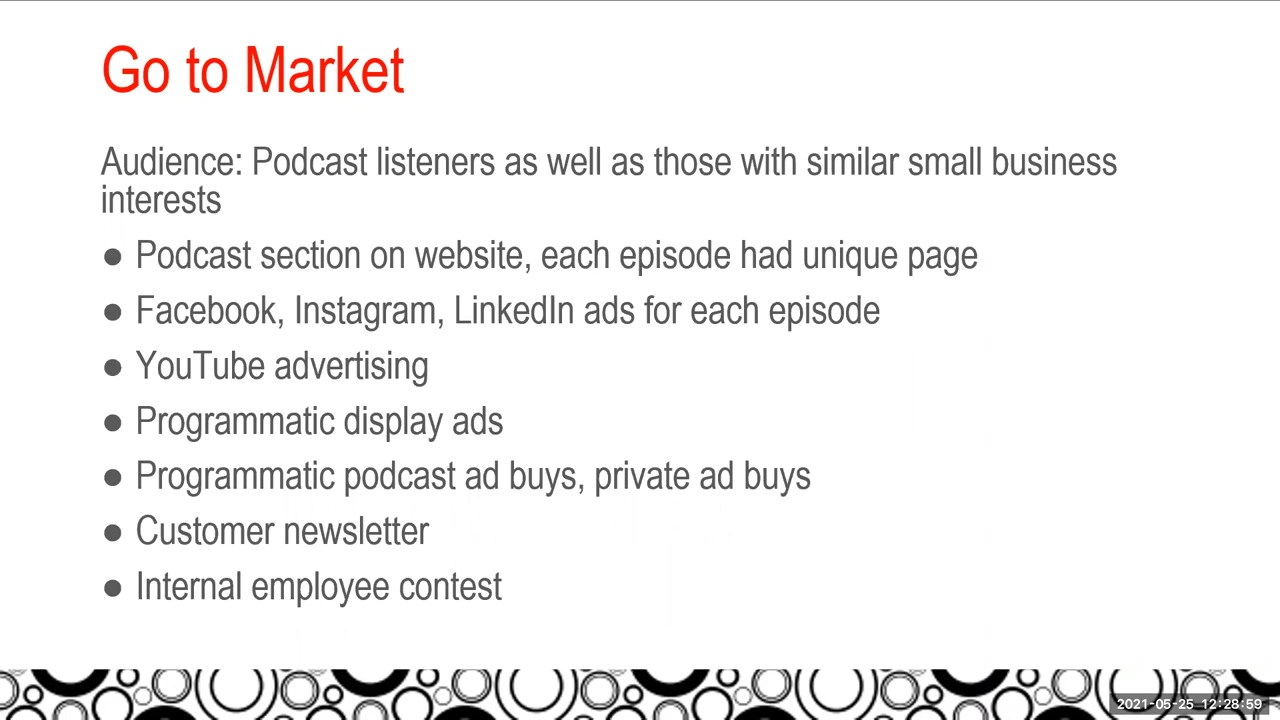 Go to Market
Audience: Podcast listeners as well as those with similar small business
interests
● Podcast section on website, each episode had unique page
● Facebook, Instagram, LinkedIn ads for each episode
● YouTube advertising
● Programmatic display ads
● Programmatic podcast ad buys, private ad buys
● Customer newsletter
● Internal employee contest
2021-05-25 12:28:59